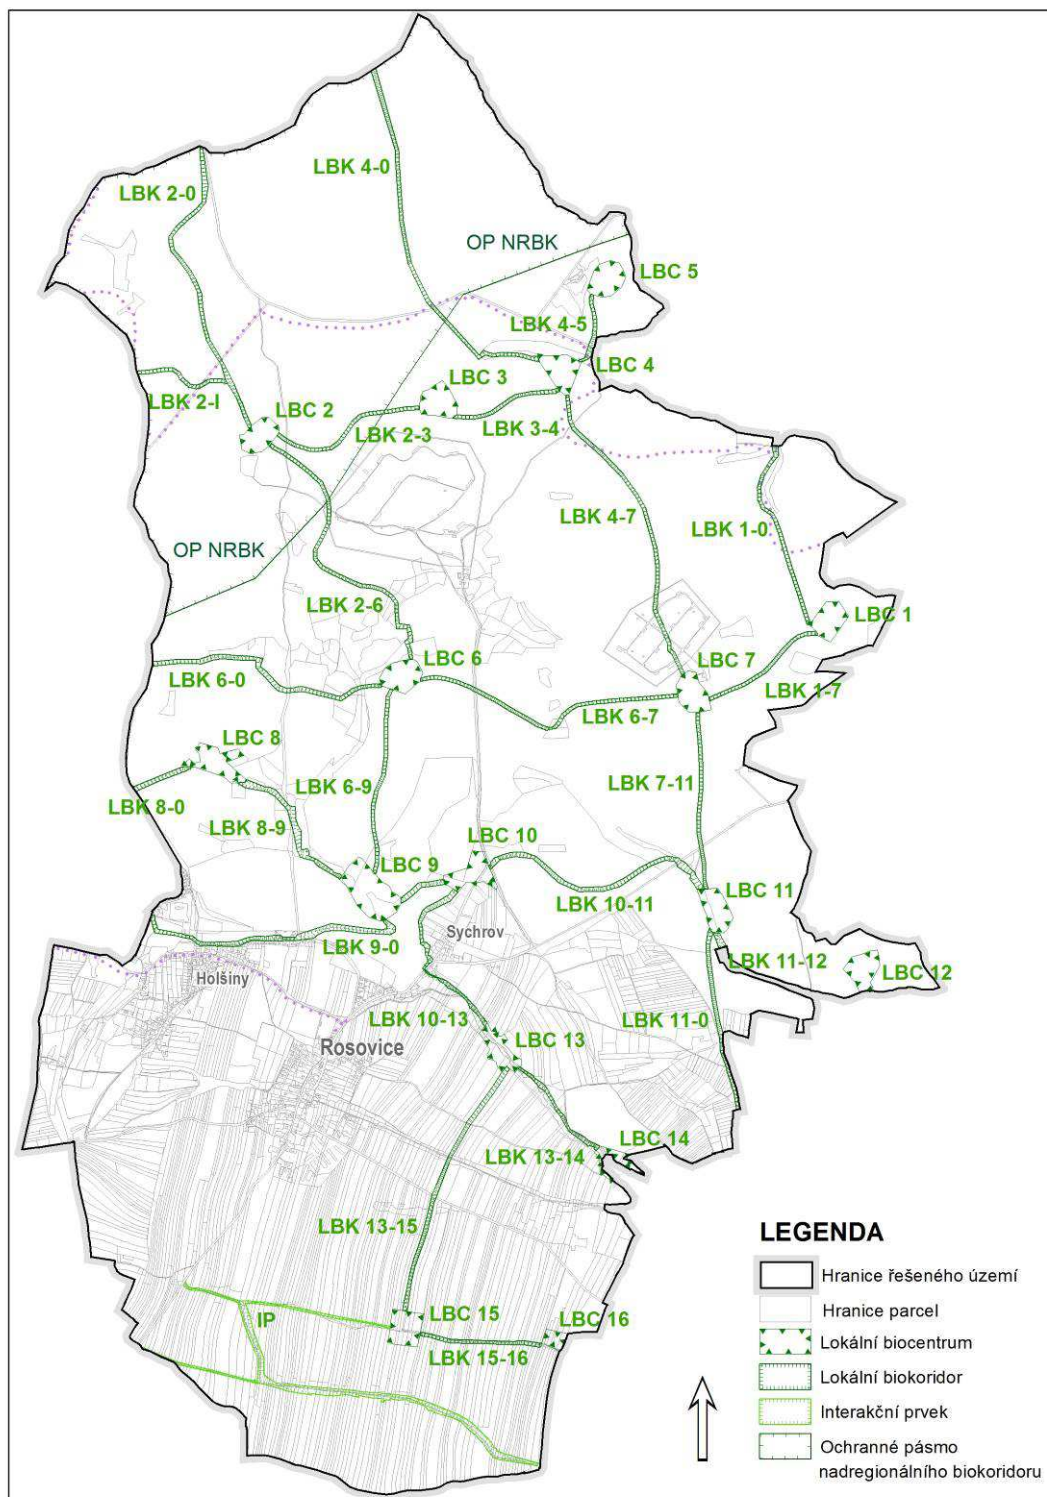 LBK 4-0
LBK 2-0
OP NRBK
LBC 5
LBK 4-5
LBC 4
LBC 3
LBK 2-I
LBC 2
LBK 2-3
LBK 3-4
LBK 4-7
LBK 1-0
OP NRBK
LBK 2-6
LBC 1
LBC 6
LBC 7
LBK 6-0
LBK 1-7
LBK 6-7
LBC 8
LBK 6-9
LBK 7-11
LBK 8-0
LBK 8-9
LBC 10
LBC 9
LBC 11
LBK 10-11
Sychrov
LBK 9-0
LBK 11-12
LBC 12
Holšiny
LBK 10-13
LBK 11-0
LBC 13
Rosovice
LBC 14
LBK 13-14
LBK 13-15
LEGENDA
Hranice řešeného území
Hranice parcel
Lokální biocentrum
Lokální biokoridor
Interakční prvek
Ochranné pásmo
nadregionálního biokoridoru
IP
LBC 15
LBC 16
LBK 15-16